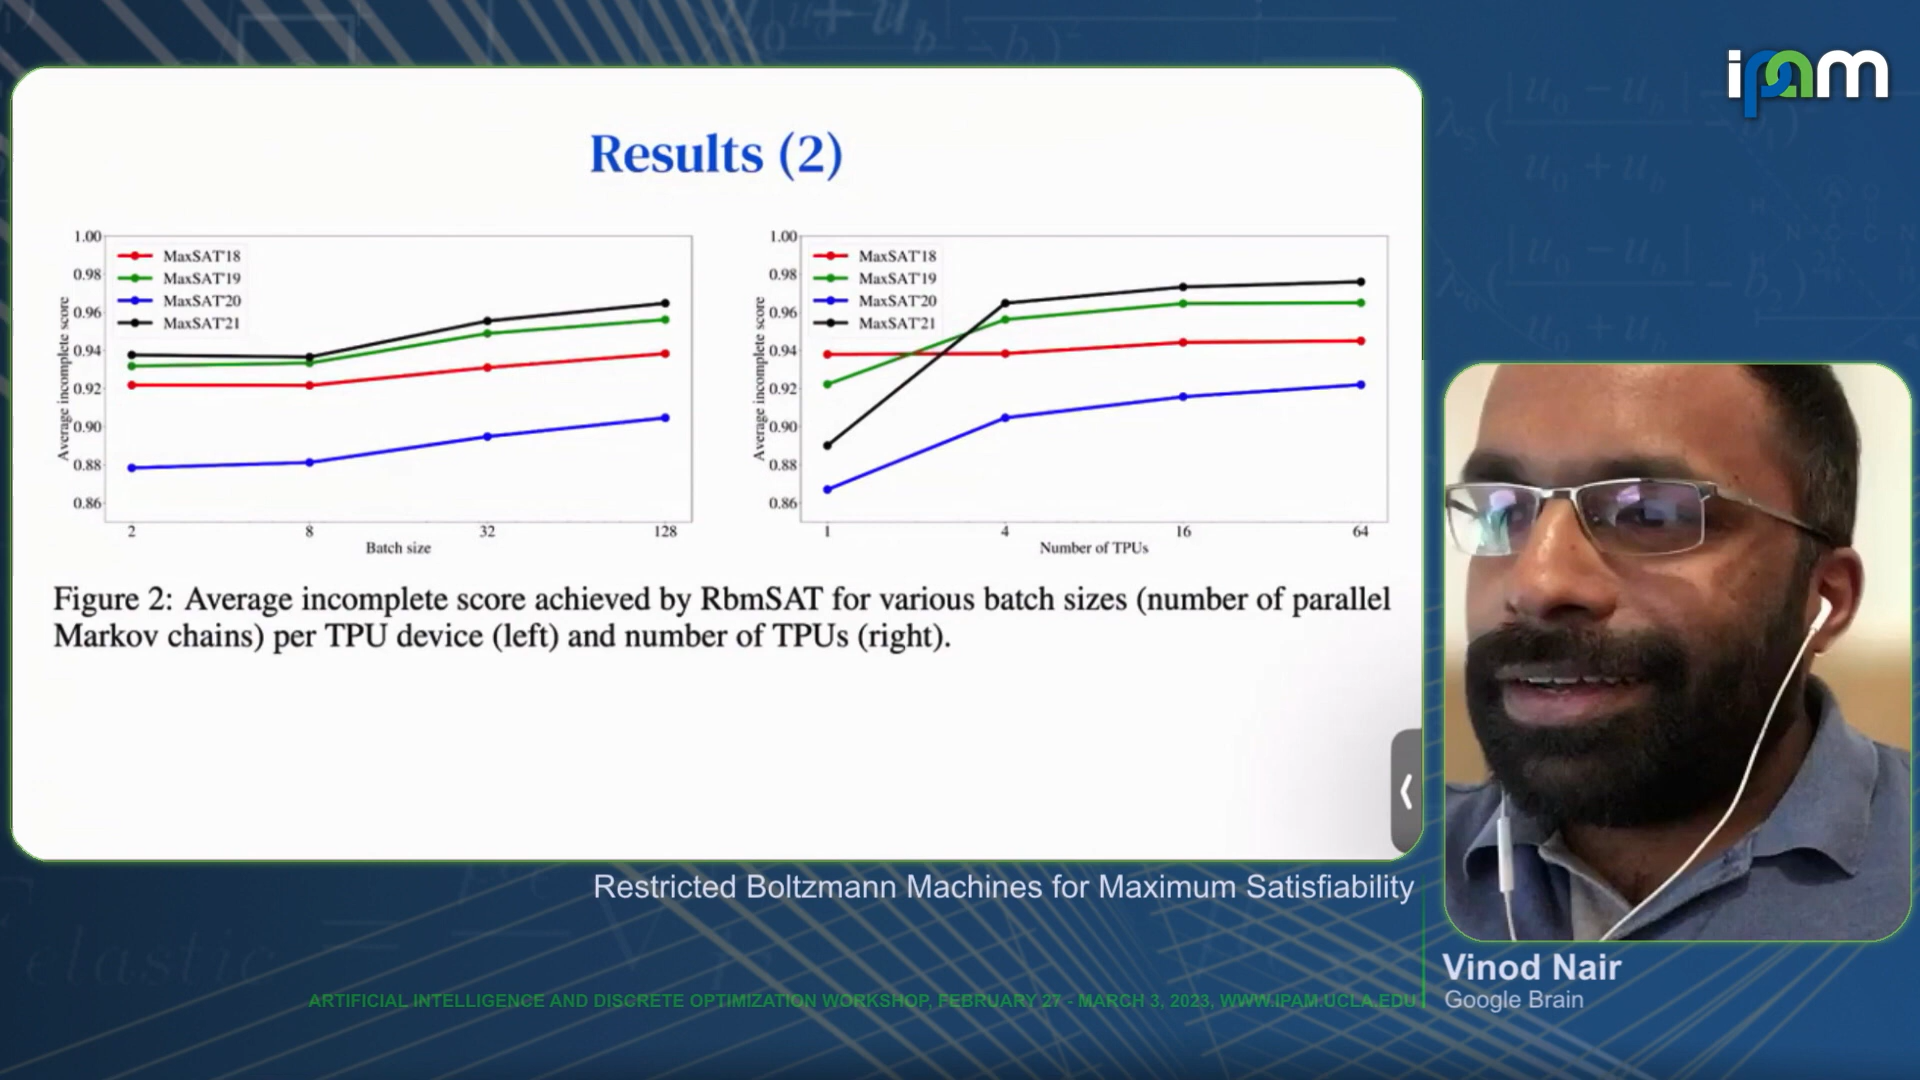 ipam
Results (2)
1.00
0.98
0.96
0.94
0.92
0.90
0.88
0.86
Average incomplete score
MaxSAT'18
MaxSAT'19
MaxSAT'20
MaxSAT'21
2 8 32 128
Batch size
1.00
0.98
0.96
0.94
0.92
0.90
0.88
0.86
Average incomplete score
MaxSAT'18
MaxSAT'19
MaxSAT'20
MaxSAT'21
1 4 16 64
Number of TPUs
Figure 2: Average incomplete score achieved by RbmSAT for various batch sizes (number of parallel
Markov chains) per TPU device (left) and number of TPUs (right).
Restricted Boltzmann Machines for Maximum Satisfiability
Vinod Nair
Google Brain
ARTIFICIAL INTELLIGENCE AND DISCRETE OPTIMIZATION WORKSHOP, FEBRUARY 27 - MARCH 3, 2023, WWW.IPAM.UCLA.EDU
elastic